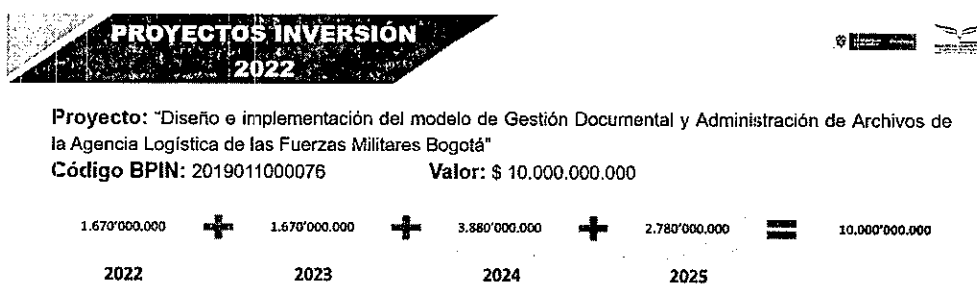 PROYECTOS INVERSIÓN
2022
Proyecto: "Diseño e implementación del modelo de Gestión Documental y Administración de Archivos de
la Agencia Logística de las Fuerzas Militares Bogotá"
Código BPIN: 2019011000076 Valor: $ 10.000.000.000
1.670'000.000 + 1.670'000.000 + 3.880'000.000 + 2.780'000.000 = 10.000'000.000
2022 2023 2024 2025